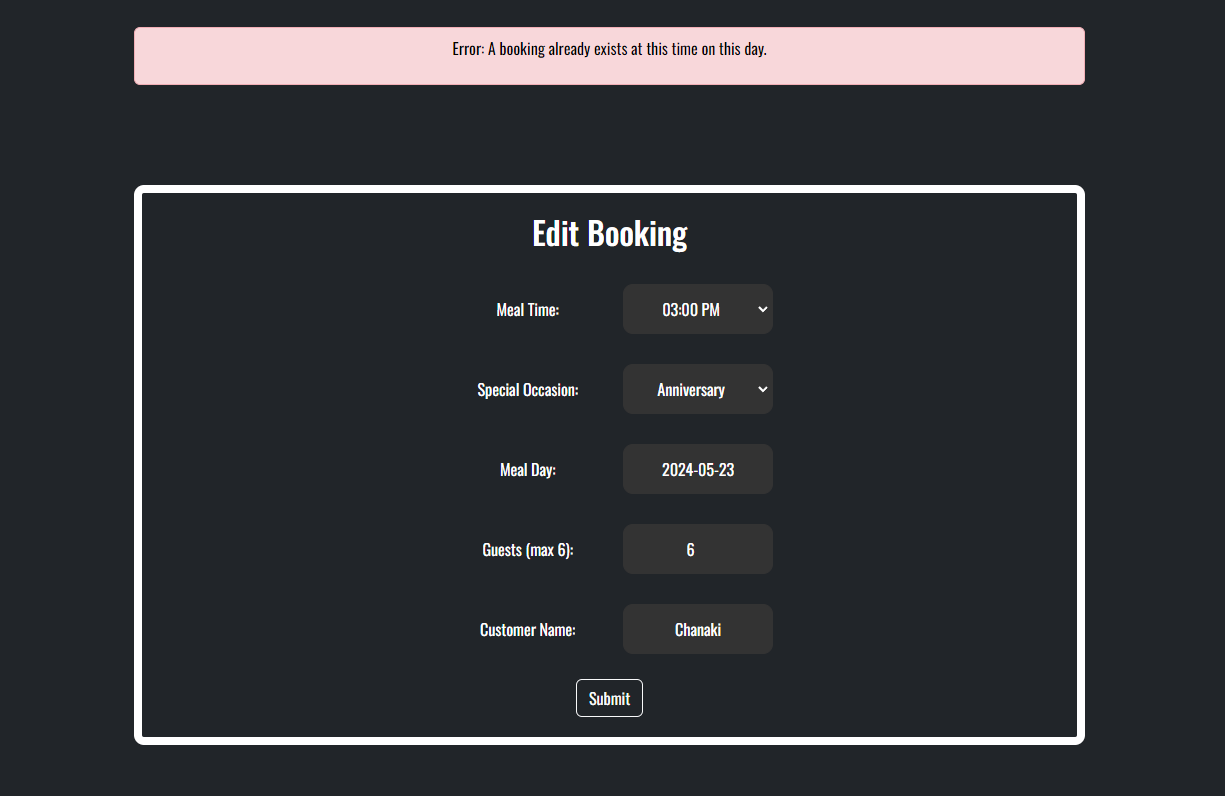 Error: A booking already exists at this time on this day.
Edit Booking
Meal Time: 03:00 PM
Special Occasion: Anniversary
Meal Day: 2024-05-23
Guests (max 6): 6
Customer Name: Chanaki
Submit